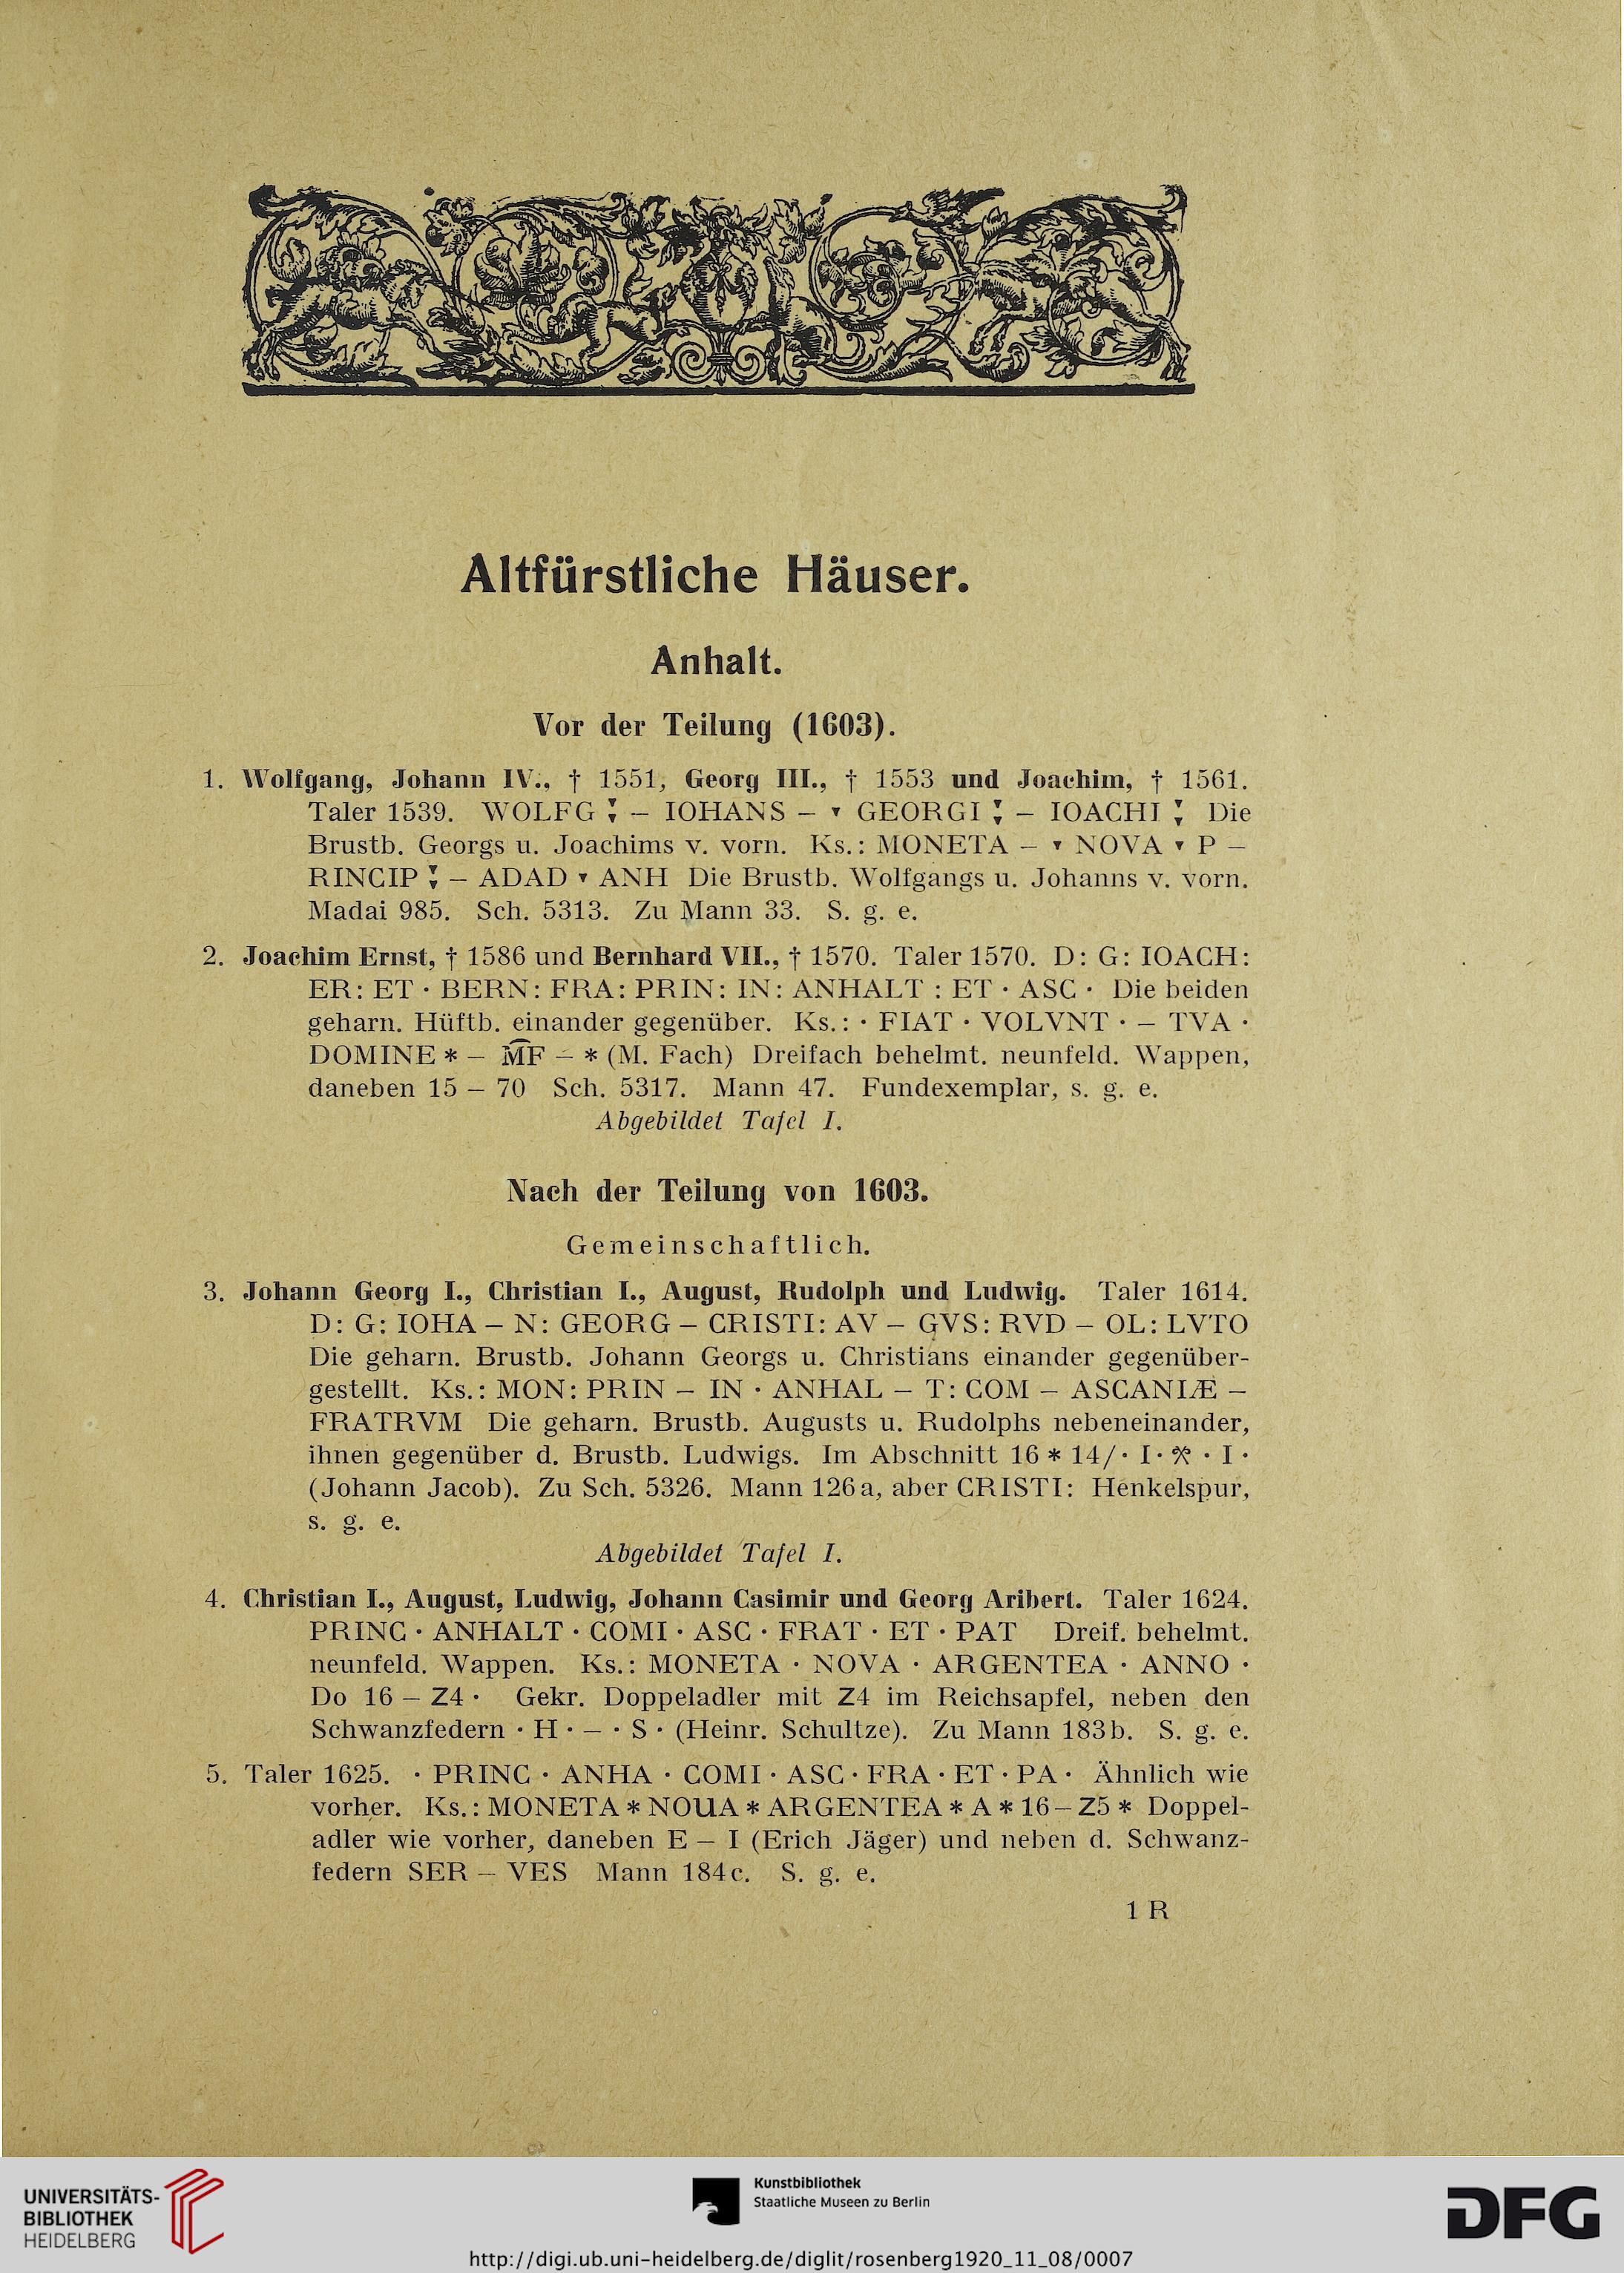 Altfürstliche Häuser.
Anhalt.
Vor der Teilung (1603).
1. Wolfgang, Johann IV., † 1551, Georg III., † 1553 und Joachim, † 1561.
Taler 1539. WOLFG ⁏ – IOHANS – ▾ GEORGI ⁏ – IOACHI ⁏ Die
Brustb. Georgs u. Joachims v. vorn. Ks.: MONETA – ▾ NOVA ▾ P –
RINCIP ⁏ – ADAD ▾ ANH Die Brustb. Wolfgangs u. Johanns v. vorn.
Madai 985. Sch. 5313. Zu Mann 33. S. g. e.
2. Joachim Ernst, † 1586 und Bernhard VII., † 1570. Taler 1570. D: G: IOACH:
ER: ET · BERN: FRA: PRIN: IN: ANHALT : ET · ASC · Die beiden
geharn. Hüftb. einander gegenüber. Ks.: · FIAT · VOLVNT · – TVA ·
DOMINE * – MF – * (M. Fach) Dreifach behelmt. neunfeld. Wappen,
daneben 15 – 70 Sch. 5317. Mann 47. Fundexemplar, s. g. e.
Abgebildet Tafel I.
Nach der Teilung von 1603.
Gemeinschaftlich.
3. Johann Georg I., Christian I., August, Rudolph und Ludwig. Taler 1614.
D: G: IOHA – N: GEORG – CRISTI: AV – GVS: RVD – OL: LVTO
Die geharn. Brustb. Johann Georgs u. Christians einander gegenüber-
gestellt. Ks.: MON: PRIN – IN · ANHAL – T: COM – ASCANIÆ –
FRATRVM Die geharn. Brustb. Augusts u. Rudolphs nebeneinander,
ihnen gegenüber d. Brustb. Ludwigs. Im Abschnitt 16 * 14/· I · ⚒ · I ·
(Johann Jacob). Zu Sch. 5326. Mann 126a, aber CRISTI: Henkelspur,
s. g. e.
Abgebildet Tafel I.
4. Christian I., August, Ludwig, Johann Casimir und Georg Aribert. Taler 1624.
PRINC · ANHALT · COMI · ASC · FRAT · ET · PAT Dreif. behelmt.
neunfeld. Wappen. Ks.: MONETA · NOVA · ARGENTEA · ANNO ·
Do 16 – Z4 · Gekr. Doppeladler mit Z4 im Reichsapfel, neben den
Schwanzfedern · H · – · S · (Heinr. Schultze). Zu Mann 183b. S. g. e.
5. Taler 1625. · PRINC · ANHA · COMI · ASC · FRA · ET · PA · Ähnlich wie
vorher. Ks.: MONETA * NOUA * ARGENTEA * A * 16 – Z5 * Doppel-
adler wie vorher, daneben E – I (Erich Jäger) und neben d. Schwanz-
federn SER – VES Mann 184c. S. g. e.
1 R
UNIVERSITÄTS-
BIBLIOTHEK
HEIDELBERG
Kunstbibliothek
Staatliche Museen zu Berlin
DFG
http://digi.ub.uni-heidelberg.de/diglit/rosenberg1920_11_08/0007